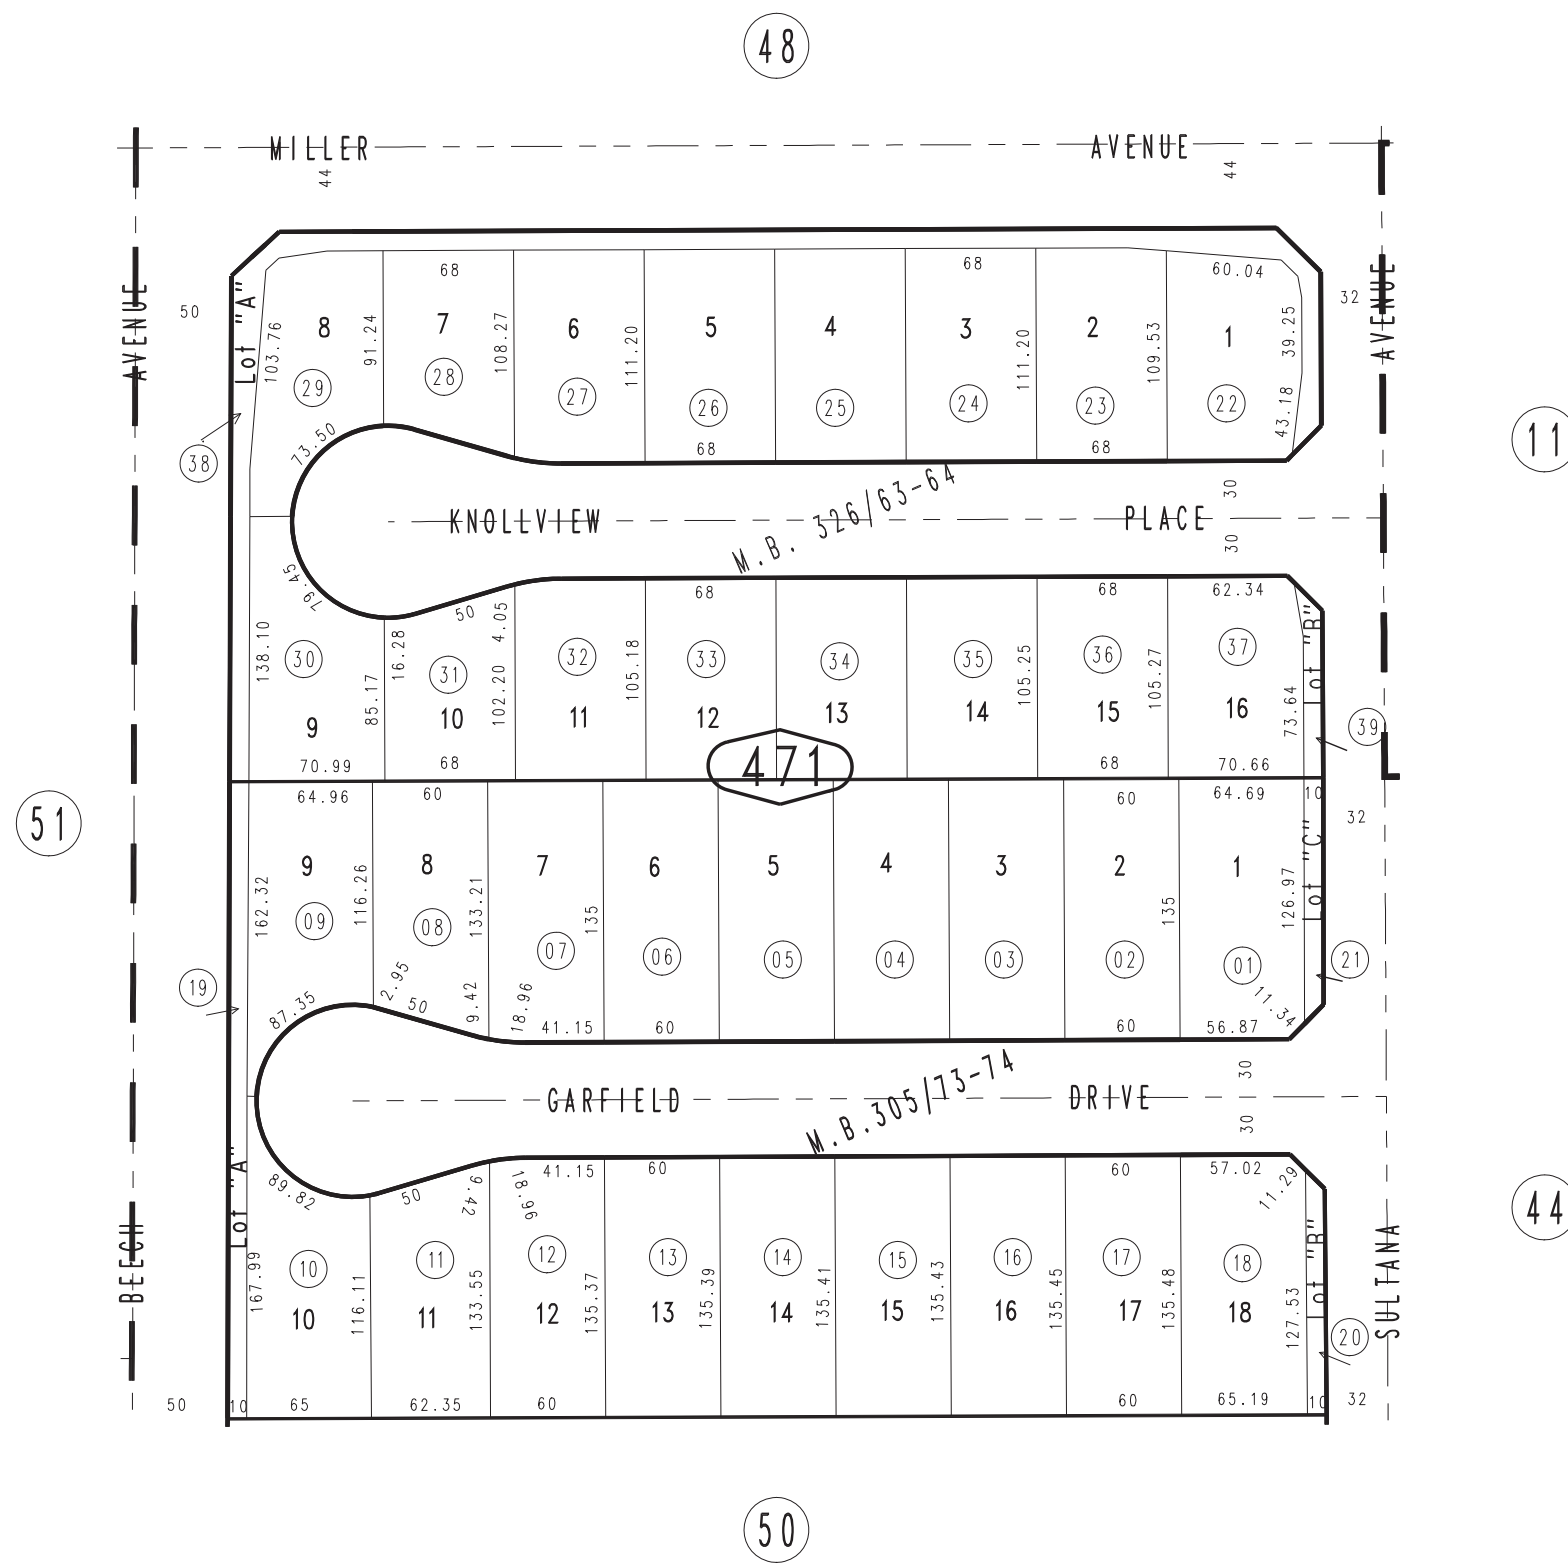 48
MILLER AVENUE
44 44
AVENUE
50
Lot "A"
68 68 60.04
32
AVENUE
103.76 8 91.24 7 108.27 6 111.20 5 4 3 111.20 2 109.53 1 39.25
29 28 27 26 25 24 23 22
43.18
11
38
73.50
68 68
M.B. 326/63-64
30
KNOLLVIEW PLACE
30
79.45
50
68 68 62.34
Lot "B"
138.10 16.28 4.05
30 31 32 33 34 35 36 37
85.17 102.20 105.18 105.25 105.27 73.64
9 10 11 12 13 14 15 16
39
70.99 68 68 70.66
471
51
64.96 60 60 64.69 10
32
9 8 7 6 5 4 3 2 1
Lot "C"
162.32 116.26 133.21 135 135 126.97
09 08 07 06 05 04 03 02 01
19
21
87.35 2.95 50 9.42 18.96 41.15 60 60 56.87 11.34
M.B.305/73-74
30
GARFIELD DRIVE
30
89.82 50 9.42 18.96 41.15 60 60 57.02 11.29
Lot "A"
Lot "B"
44
BEECH
SULTANA
10 11 12 13 14 15 16 17 18
167.99 116.11 133.55 135.37 135.39 135.41 135.43 135.45 135.48 127.53
10 11 12 13 14 15 16 17 18
20
50 10 65 62.35 60 60 65.19 10 32
50